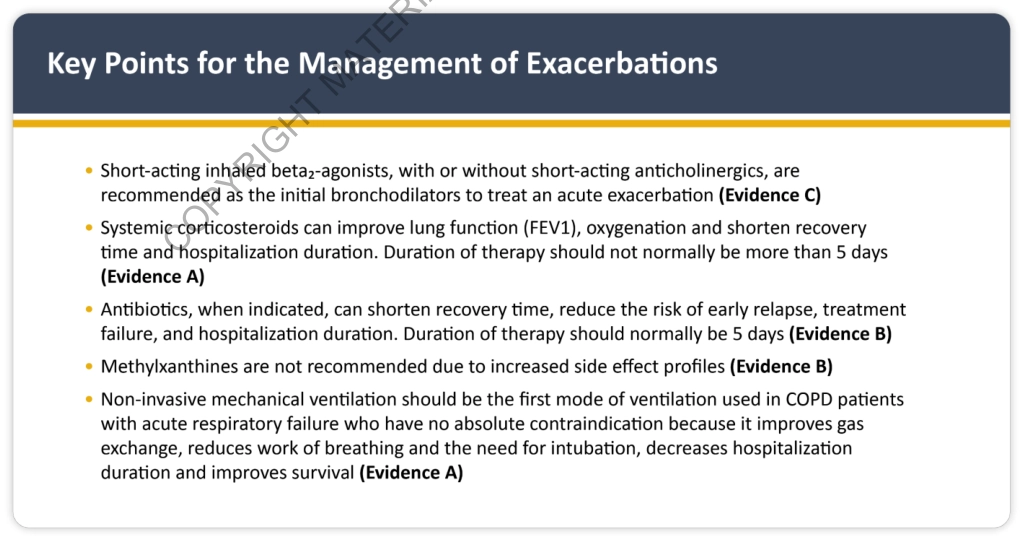 Key Points for the Management of Exacerbations
COPYRIGHT MATERI
• Short-acting inhaled beta₂-agonists, with or without short-acting anticholinergics, are
recommended as the initial bronchodilators to treat an acute exacerbation (Evidence C)
• Systemic corticosteroids can improve lung function (FEV1), oxygenation and shorten recovery
time and hospitalization duration. Duration of therapy should not normally be more than 5 days
(Evidence A)
• Antibiotics, when indicated, can shorten recovery time, reduce the risk of early relapse, treatment
failure, and hospitalization duration. Duration of therapy should normally be 5 days (Evidence B)
• Methylxanthines are not recommended due to increased side effect profiles (Evidence B)
• Non-invasive mechanical ventilation should be the first mode of ventilation used in COPD patients
with acute respiratory failure who have no absolute contraindication because it improves gas
exchange, reduces work of breathing and the need for intubation, decreases hospitalization
duration and improves survival (Evidence A)